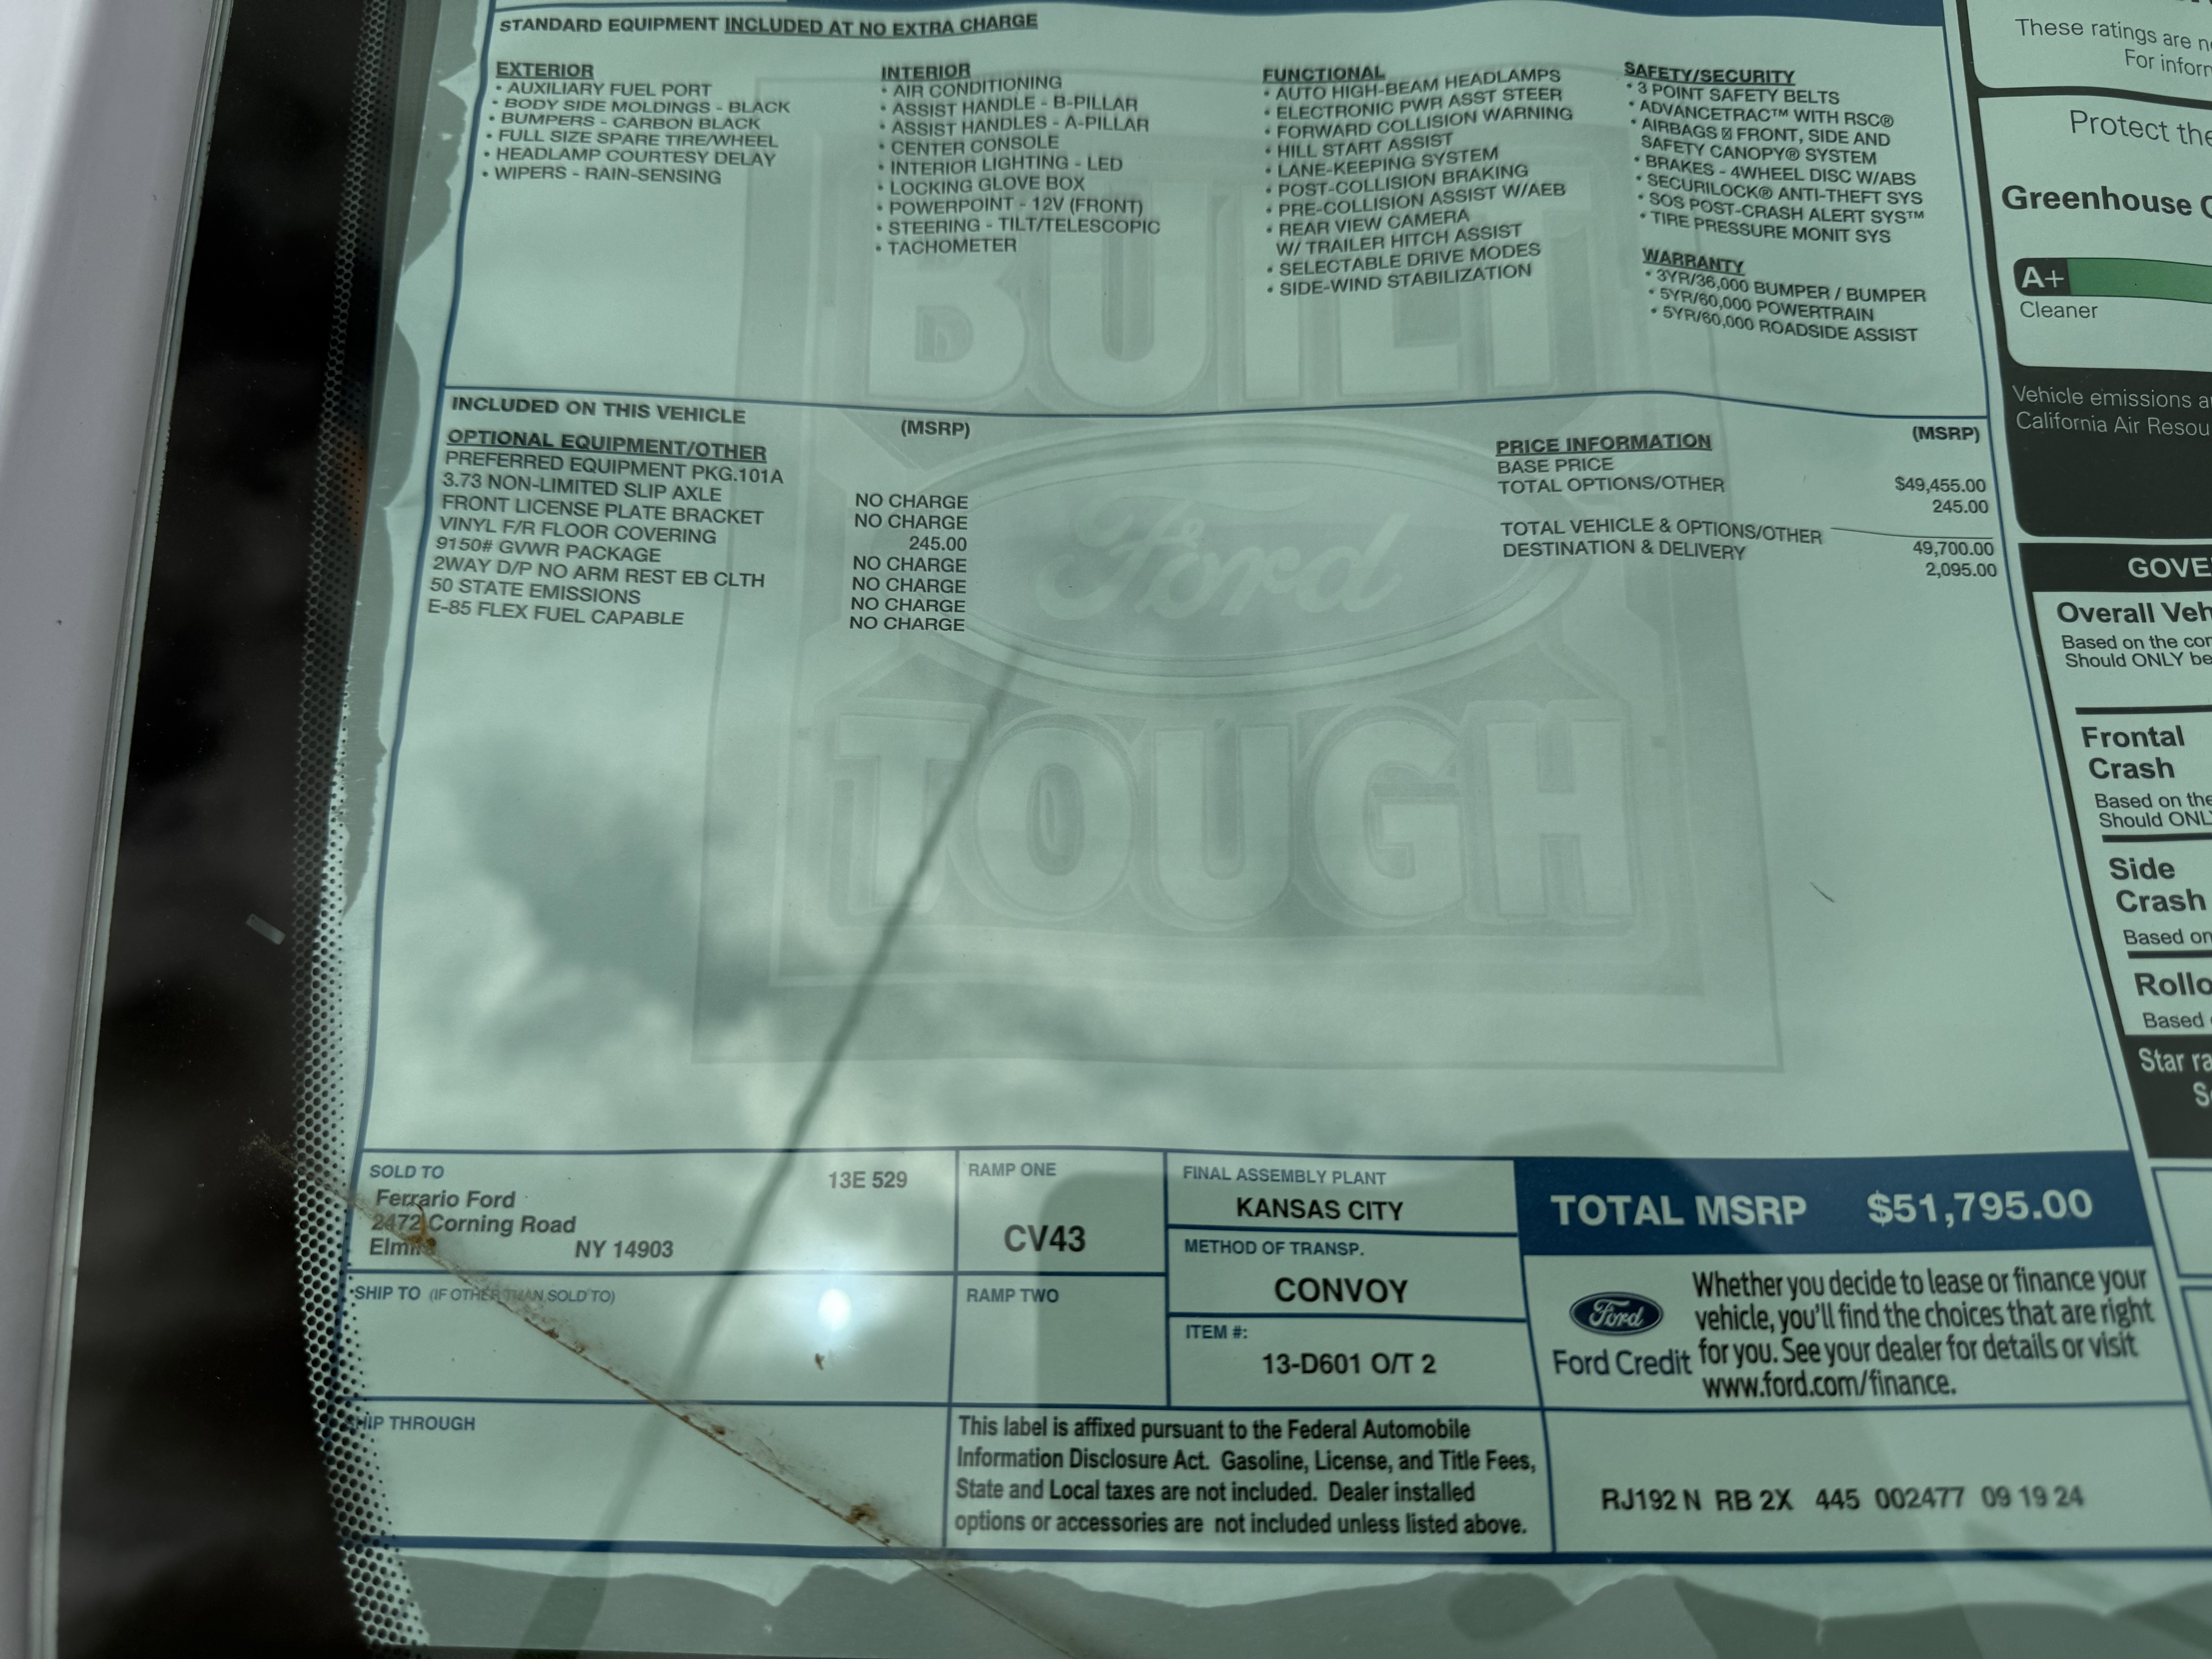 STANDARD EQUIPMENT INCLUDED AT NO EXTRA CHARGE
EXTERIOR
• AUXILIARY FUEL PORT
• BODY SIDE MOLDINGS - BLACK
• BUMPERS - CARBON BLACK
• FULL SIZE SPARE TIRE/WHEEL
• HEADLAMP COURTESY DELAY
• WIPERS - RAIN-SENSING
INTERIOR
• AIR CONDITIONING
• ASSIST HANDLE - B-PILLAR
• ASSIST HANDLES - A-PILLAR
• CENTER CONSOLE
• INTERIOR LIGHTING - LED
• LOCKING GLOVE BOX
• POWERPOINT - 12V (FRONT)
• STEERING - TILT/TELESCOPIC
• TACHOMETER
FUNCTIONAL
• AUTO HIGH-BEAM HEADLAMPS
• ELECTRONIC PWR ASST STEER
• FORWARD COLLISION WARNING
• HILL START ASSIST
• LANE-KEEPING SYSTEM
• POST-COLLISION BRAKING
• PRE-COLLISION ASSIST W/AEB
• REAR VIEW CAMERA
W/ TRAILER HITCH ASSIST
• SELECTABLE DRIVE MODES
• SIDE-WIND STABILIZATION
SAFETY/SECURITY
• 3 POINT SAFETY BELTS
• ADVANCETRAC™ WITH RSC®
• AIRBAGS FRONT, SIDE AND
SAFETY CANOPY® SYSTEM
• BRAKES - 4WHEEL DISC W/ABS
• SECURILOCK® ANTI-THEFT SYS
• SOS POST-CRASH ALERT SYS™
• TIRE PRESSURE MONIT SYS
WARRANTY
• 3YR/36,000 BUMPER / BUMPER
• 5YR/60,000 POWERTRAIN
• 5YR/60,000 ROADSIDE ASSIST
BUILT
Ford
TOUGH
INCLUDED ON THIS VEHICLE
(MSRP)
OPTIONAL EQUIPMENT/OTHER
PREFERRED EQUIPMENT PKG.101A
3.73 NON-LIMITED SLIP AXLE NO CHARGE
FRONT LICENSE PLATE BRACKET NO CHARGE
VINYL F/R FLOOR COVERING 245.00
9150# GVWR PACKAGE NO CHARGE
2WAY D/P NO ARM REST EB CLTH NO CHARGE
50 STATE EMISSIONS NO CHARGE
E-85 FLEX FUEL CAPABLE NO CHARGE
PRICE INFORMATION (MSRP)
BASE PRICE $49,455.00
TOTAL OPTIONS/OTHER 245.00
TOTAL VEHICLE & OPTIONS/OTHER 49,700.00
DESTINATION & DELIVERY 2,095.00
SOLD TO 13E 529
Ferrario Ford
2472 Corning Road
NY 14903
SHIP TO (IF OTHER THAN SOLD TO)
SHIP THROUGH
RAMP ONE
CV43
RAMP TWO
FINAL ASSEMBLY PLANT
KANSAS CITY
METHOD OF TRANSP.
CONVOY
ITEM #:
13-D601 O/T 2
TOTAL MSRP $51,795.00
Ford
Ford Credit
Whether you decide to lease or finance your
vehicle, you'll find the choices that are right
for you. See your dealer for details or visit
www.ford.com/finance.
This label is affixed pursuant to the Federal Automobile
Information Disclosure Act. Gasoline, License, and Title Fees,
State and Local taxes are not included. Dealer installed
options or accessories are not included unless listed above.
RJ192 N RB 2X 445 002477 09 19 24
These ratings are
For
Protect the
Greenhouse
A+
Cleaner
Vehicle emissions
California Air
Overall
Based on the
Should ONLY be
Frontal
Crash
Based on the
Should
Side
Crash
Based on
Based
Star